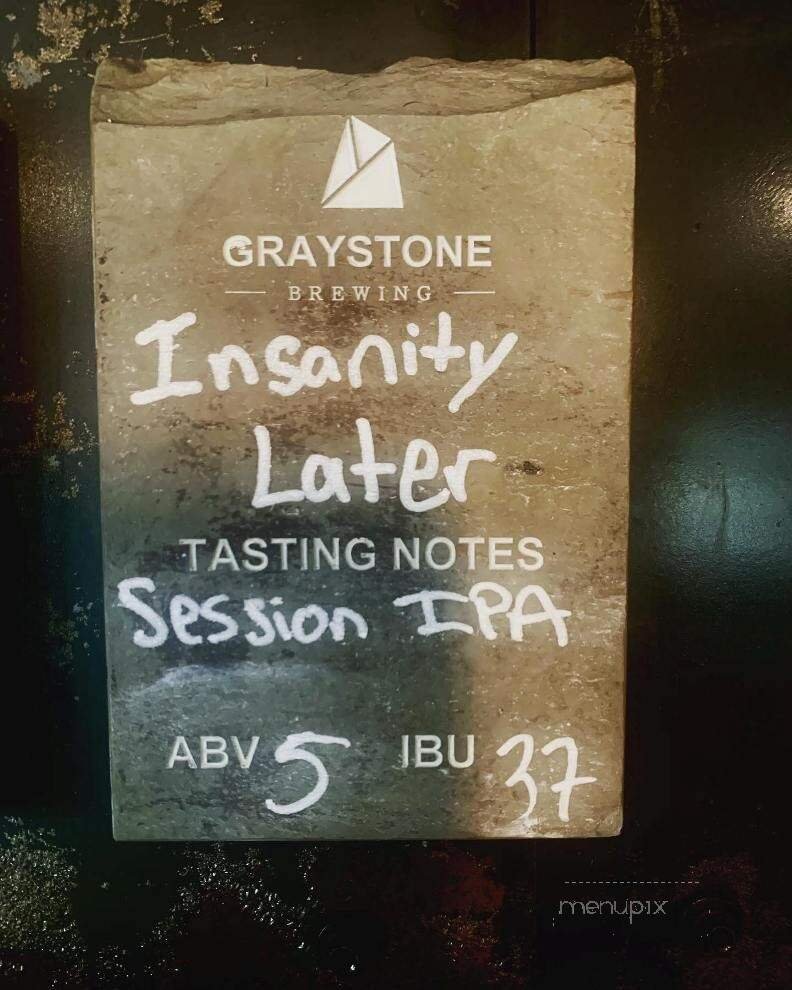 GRAYSTONE
BREWING
Insanity
Later
TASTING NOTES
Session IPA
ABV 5 IBU 37
menupix